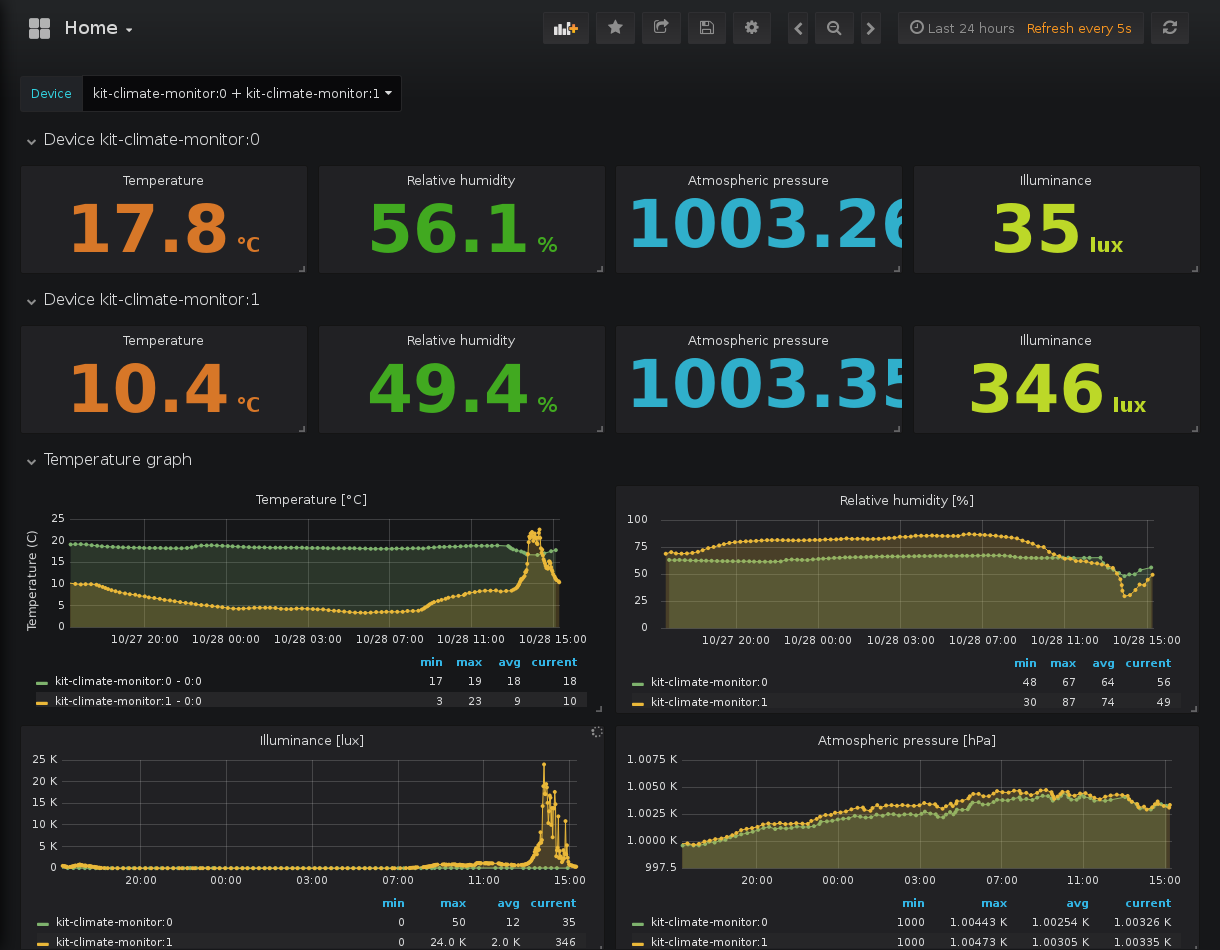 Home
Last 24 hours Refresh every 5s
Device kit-climate-monitor:0 + kit-climate-monitor:1
Device kit-climate-monitor:0
Temperature Relative humidity Atmospheric pressure Illuminance
17.8 °C 56.1 % 1003.26 35 lux
Device kit-climate-monitor:1
Temperature Relative humidity Atmospheric pressure Illuminance
10.4 °C 49.4 % 1003.35 346 lux
Temperature graph
Temperature [°C]
Temperature (C)
25
20
15
10
5
0
10/27 20:00 10/28 00:00 10/28 03:00 10/28 07:00 10/28 11:00 10/28 15:00
min max avg current
kit-climate-monitor:0 - 0:0 17 19 18 18
kit-climate-monitor:1 - 0:0 3 23 9 10
Relative humidity [%]
100
75
50
25
0
10/27 20:00 10/28 00:00 10/28 03:00 10/28 07:00 10/28 11:00 10/28 15:00
min max avg current
kit-climate-monitor:0 48 67 64 56
kit-climate-monitor:1 30 87 74 49
Illuminance [lux]
25 K
20 K
15 K
10 K
5 K
0
20:00 00:00 03:00 07:00 11:00 15:00
min max avg current
kit-climate-monitor:0 0 50 12 35
kit-climate-monitor:1 0 24.0 K 2.0 K 346
Atmospheric pressure [hPa]
1.0075 K
1.0050 K
1.0025 K
1.0000 K
997.5
20:00 00:00 03:00 07:00 11:00 15:00
min max avg current
kit-climate-monitor:0 1000 1.00443 K 1.00254 K 1.00326 K
kit-climate-monitor:1 1000 1.00473 K 1.00305 K 1.00335 K